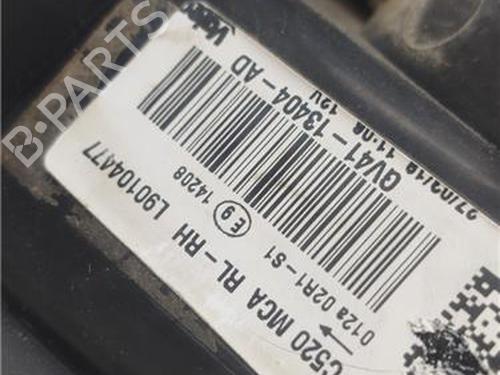 Valeo
27/02/18 11:08 12V
GV41-13404-AD
E9 14208
012a 02R1-S1
C520 MCA RL-RH L90104477
B-PARTS